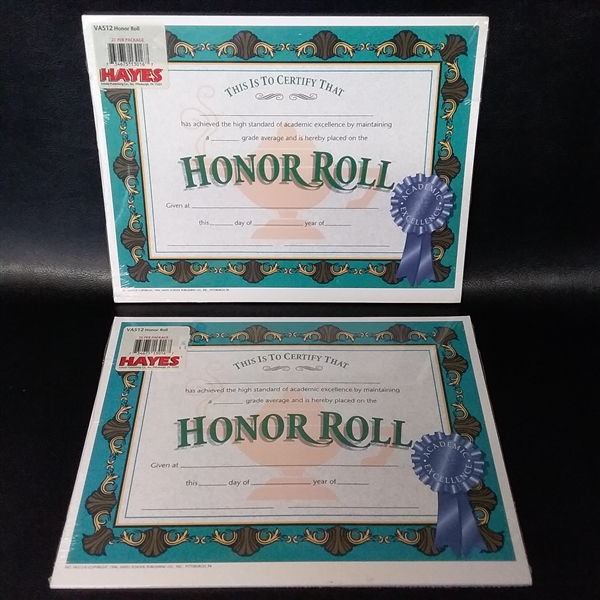 VA512 Honor Roll
21 PER PACKAGE
HAYES
THIS IS TO CERTIFY THAT
has achieved the high standard of academic excellence by maintaining
a grade average and is hereby placed on the
HONOR ROLL
Given at
this day of year of
ACADEMIC EXCELLENCE
VA512 Honor Roll
HAYES
THIS IS TO CERTIFY THAT
has achieved the high standard of academic excellence by maintaining
a grade average and is hereby placed on the
HONOR ROLL
Given at
this day of year of
ACADEMIC EXCELLENCE